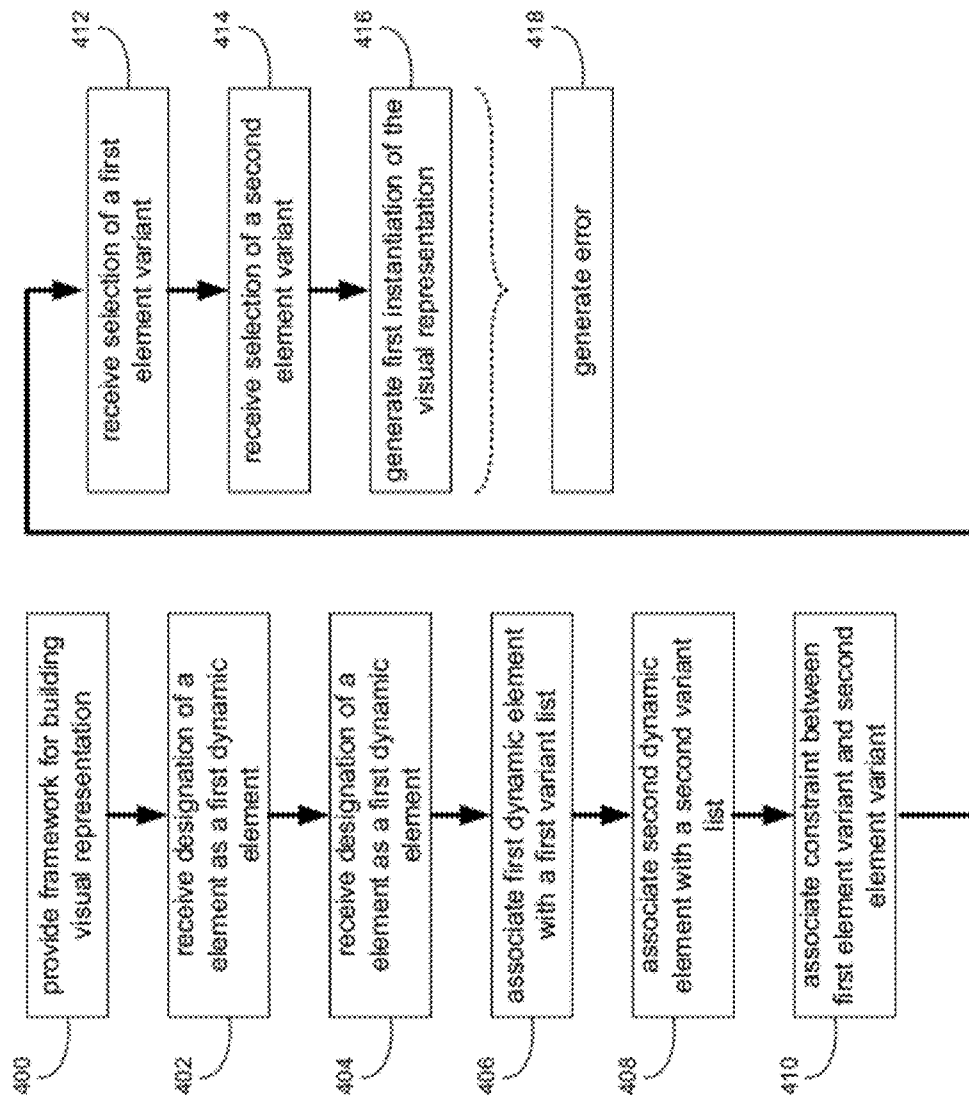 400
provide framework for building
visual representation
402
receive designation of a
element as a first dynamic
element
404
receive designation of a
element as a first dynamic
element
406
associate first dynamic element
with a first variant list
408
associate second dynamic
element with a second variant
list
410
associate constraint between
first element variant and second
element variant
412
receive selection of a first
element variant
414
receive selection of a second
element variant
416
generate first instantiation of the
visual representation
418
generate error